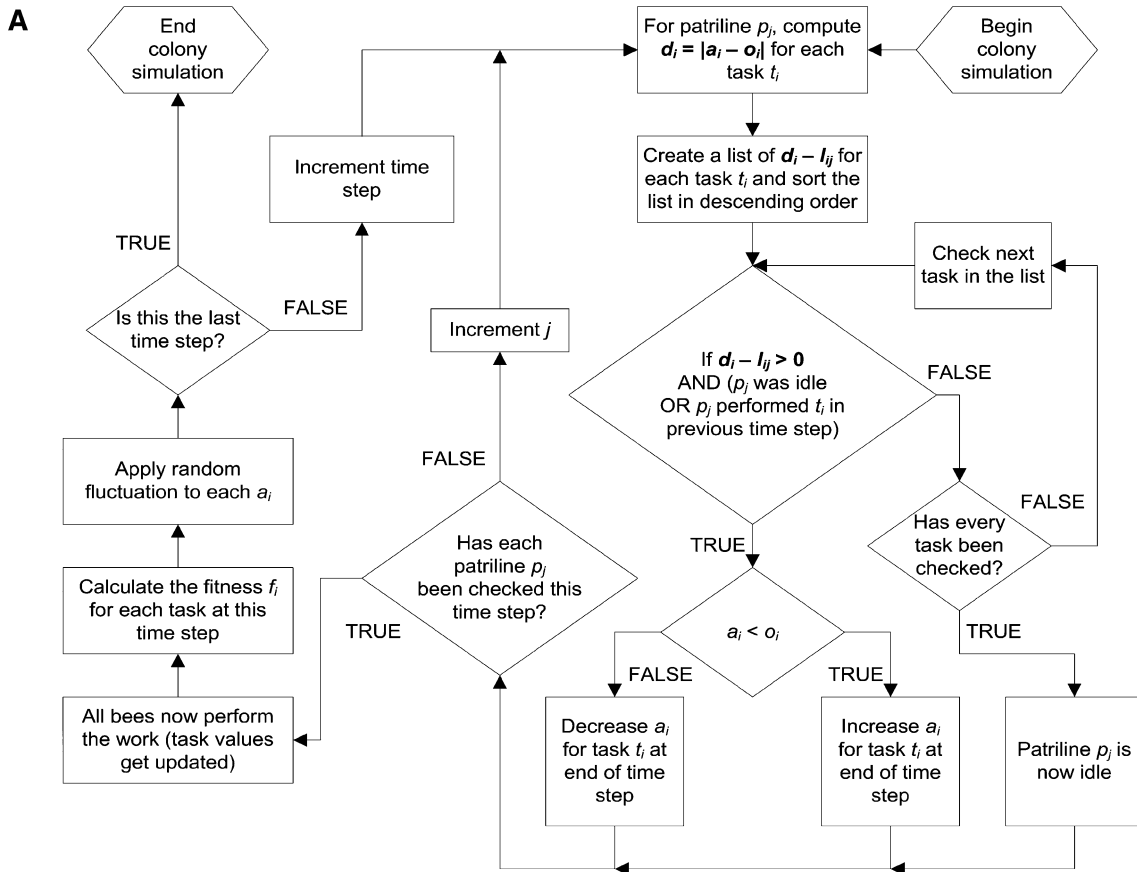 A
End
colony
simulation
For patriline pj, compute
di = |ai – oi| for each
task ti
Begin
colony
simulation
Increment time
step
Create a list of di – lij for
each task ti and sort the
list in descending order
TRUE
Check next
task in the list
Is this the last
time step?
FALSE
Increment j
If di – lij > 0
AND (pj was idle
OR pj performed ti in
previous time step)
FALSE
Apply random
fluctuation to each ai
FALSE
Has every
task been
checked?
FALSE
TRUE
Has each
patriline pj
been checked this
time step?
Calculate the fitness fi
for each task at this
time step
TRUE
ai < oi
TRUE
FALSE
TRUE
All bees now perform
the work (task values
get updated)
Decrease ai
for task ti at
end of time
step
Increase ai
for task ti at
end of time
step
Patriline pj is
now idle